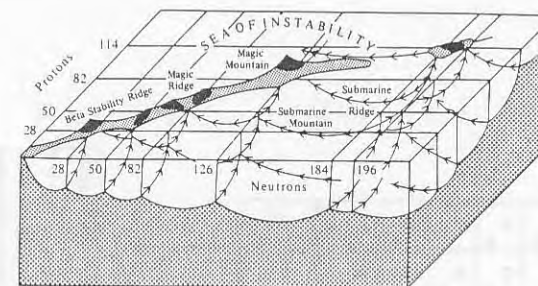 SEA OF INSTABILITY
114
Protons
82
Magic
Mountain
Magic
Ridge
Beta Stability Ridge
50
28
Submarine
Ridge
Submarine
Mountain
28
50
82
126
184
196
Neutrons